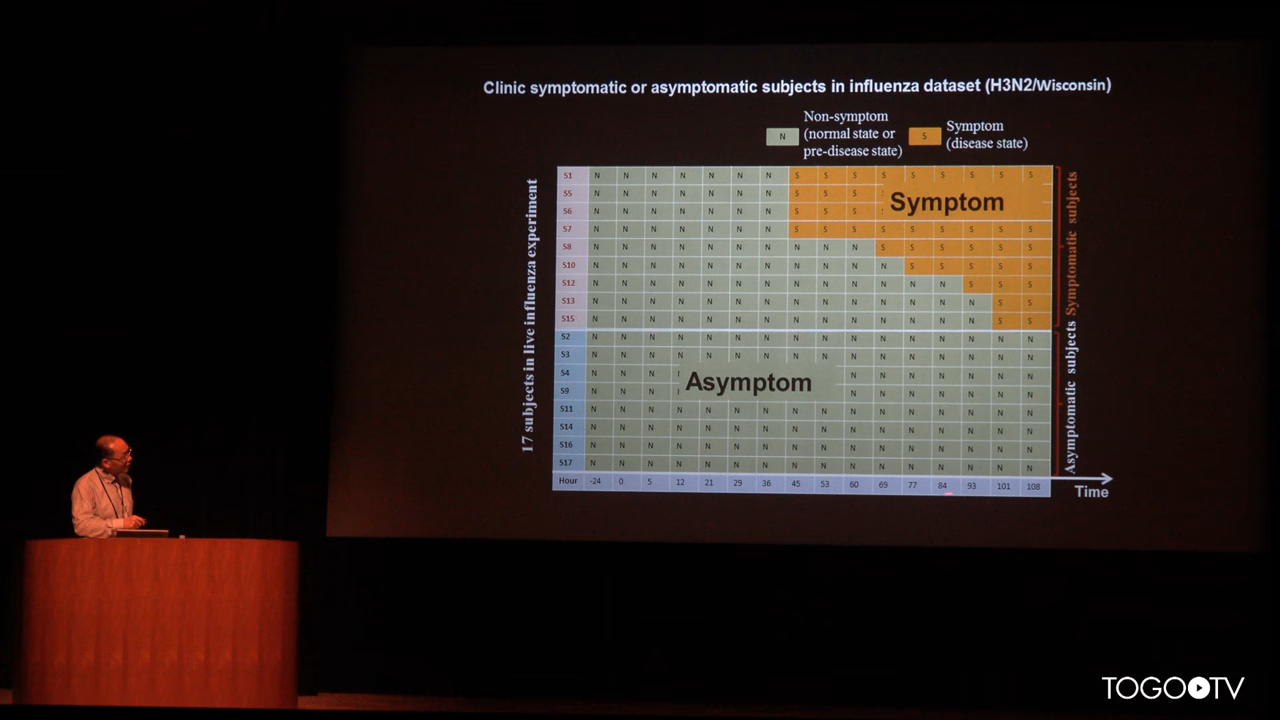 Clinic symptomatic or asymptomatic subjects in influenza dataset (H3N2/Wisconsin)
N
Non-symptom
(normal state or
pre-disease state)
S
Symptom
(disease state)
17 subjects in live influenza experiment
S1 N N N N N N N S S S S S S S S S
S5 N N N N N N N S S S
S6 N N N N N N N S S S
Symptom
S7 N N N N N N N S S S S S S S S S
S8 N N N N N N N N N N S S S S S S
S10 N N N N N N N N N N N S S S S S
S12 N N N N N N N N N N N N N S S S
S13 N N N N N N N N N N N N N N S S
S15 N N N N N N N N N N N N N N S S
S2 N N N N N N N N N N N N N N N N
S3 N N N N N N N N N N N N N N N N
S4 N N N N N N N N N N
S9 N N N N N N N N N N
Asymptom
S11 N N N N N N N N N N N N N N N N
S14 N N N N N N N N N N N N N N N N
S16 N N N N N N N N N N N N N N N N
S17 N N N N N N N N N N N N N N N N
Hour -24 0 5 12 21 29 36 45 53 60 69 77 84 93 101 108
Symptomatic subjects
Asymptomatic subjects
Time
TOGO TV